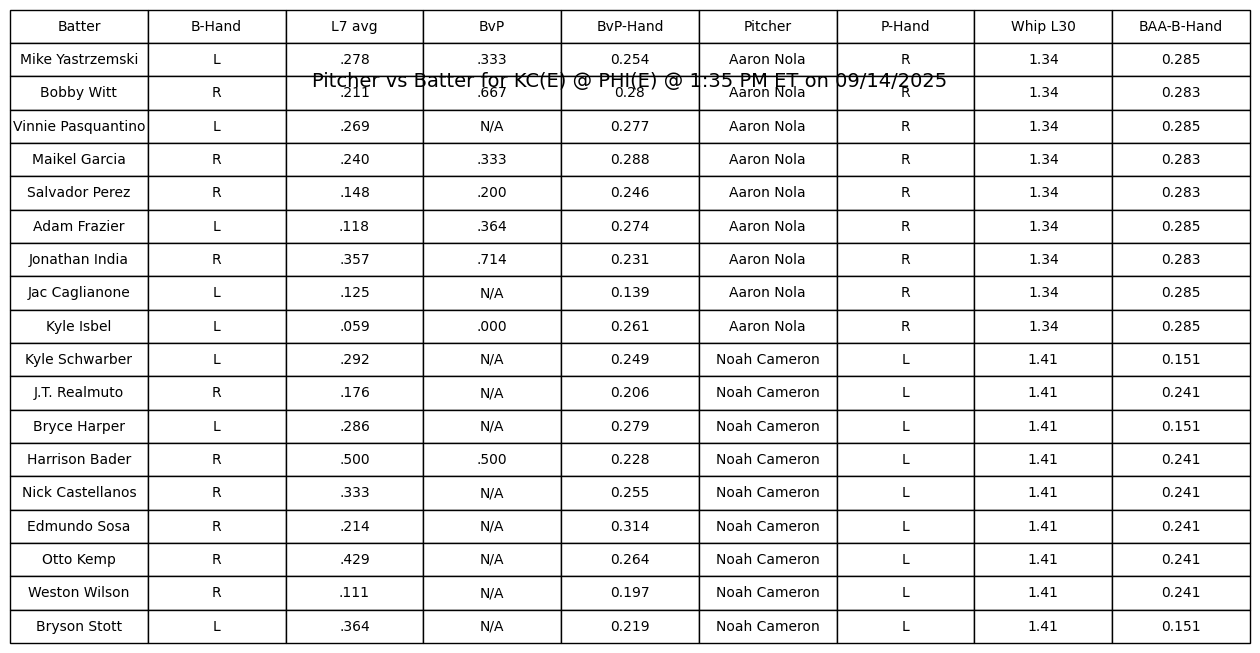 Batter B-Hand L7 avg BvP BvP-Hand Pitcher P-Hand Whip L30 BAA-B-Hand
Mike Yastrzemski L .278 .333 0.254 Aaron Nola R 1.34 0.285
Pitcher vs Batter for KC(E) @ PHI(E) @ 1:35 PM ET on 09/14/2025
Bobby Witt R .211 .667 0.28 Aaron Nola R 1.34 0.283
Vinnie Pasquantino L .269 N/A 0.277 Aaron Nola R 1.34 0.285
Maikel Garcia R .240 .333 0.288 Aaron Nola R 1.34 0.283
Salvador Perez R .148 .200 0.246 Aaron Nola R 1.34 0.283
Adam Frazier L .118 .364 0.274 Aaron Nola R 1.34 0.285
Jonathan India R .357 .714 0.231 Aaron Nola R 1.34 0.283
Jac Caglianone L .125 N/A 0.139 Aaron Nola R 1.34 0.285
Kyle Isbel L .059 .000 0.261 Aaron Nola R 1.34 0.285
Kyle Schwarber L .292 N/A 0.249 Noah Cameron L 1.41 0.151
J.T. Realmuto R .176 N/A 0.206 Noah Cameron L 1.41 0.241
Bryce Harper L .286 N/A 0.279 Noah Cameron L 1.41 0.151
Harrison Bader R .500 .500 0.228 Noah Cameron L 1.41 0.241
Nick Castellanos R .333 N/A 0.255 Noah Cameron L 1.41 0.241
Edmundo Sosa R .214 N/A 0.314 Noah Cameron L 1.41 0.241
Otto Kemp R .429 N/A 0.264 Noah Cameron L 1.41 0.241
Weston Wilson R .111 N/A 0.197 Noah Cameron L 1.41 0.241
Bryson Stott L .364 N/A 0.219 Noah Cameron L 1.41 0.151